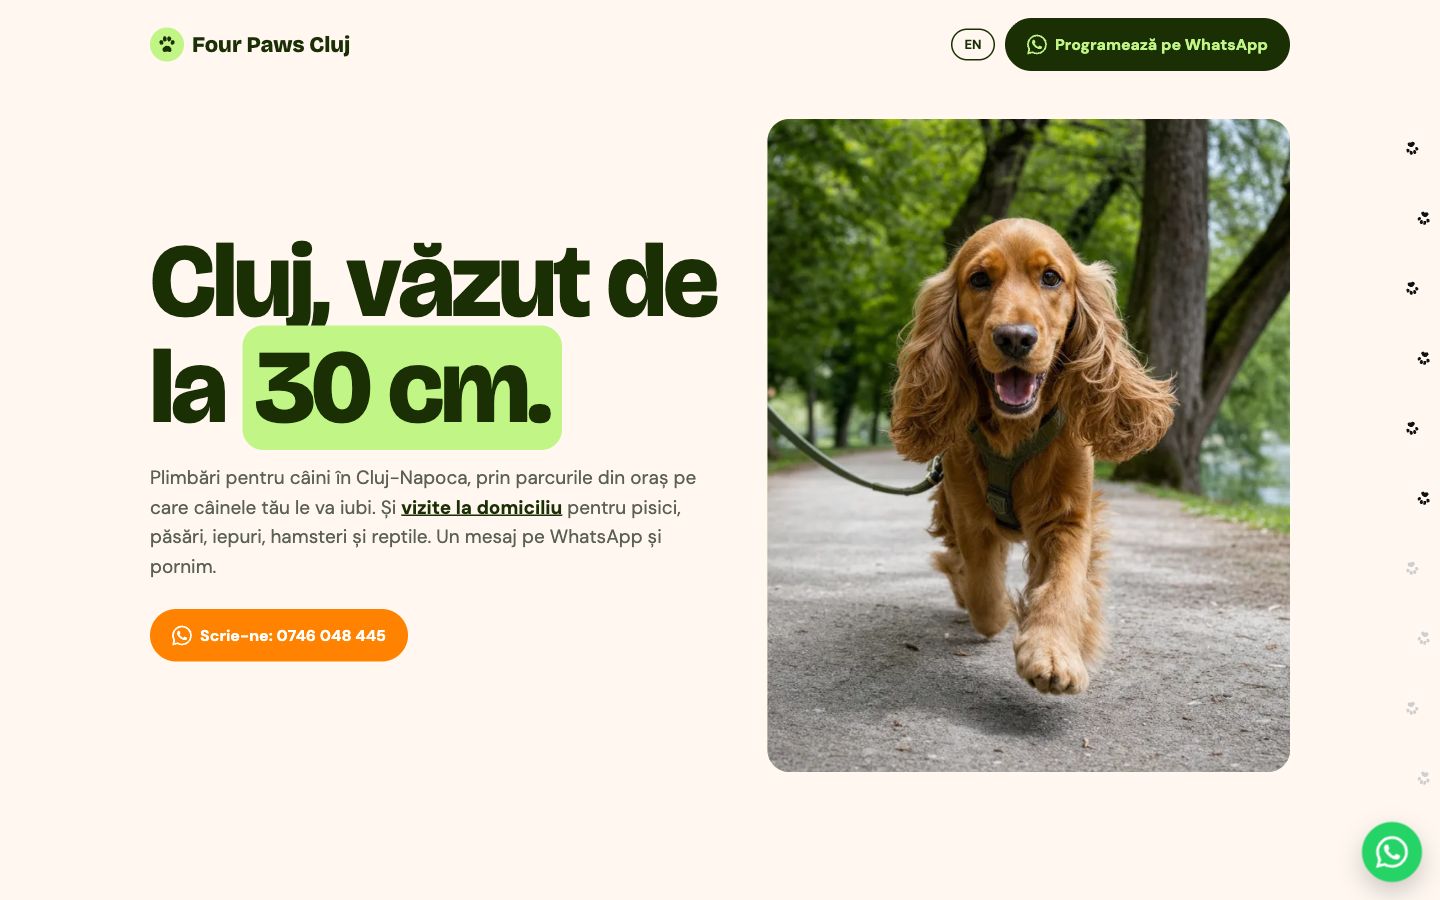 Four Paws Cluj
EN
Programează pe WhatsApp
Cluj, văzut de
la 30 cm.
Plimbări pentru câini în Cluj-Napoca, prin parcurile din oraș pe
care câinele tău le va iubi. Și vizite la domiciliu pentru pisici,
păsări, iepuri, hamsteri și reptile. Un mesaj pe WhatsApp și
pornim.
Scrie-ne: 0746 048 445